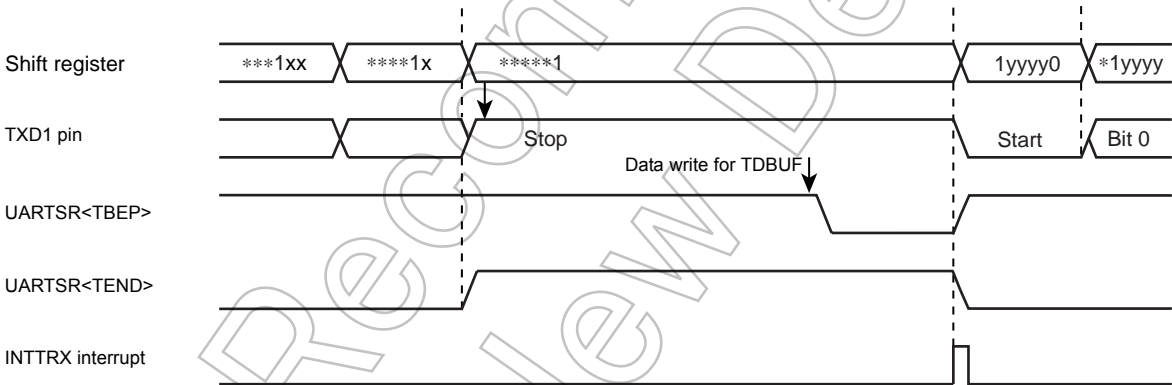 Shift register
***1xx
****1x
*****1
1yyyy0
*1yyyy
TXD1 pin
Stop
Start
Bit 0
Data write for TDBUF
UARTSR<TBEP>
UARTSR<TEND>
INTTRX interrupt